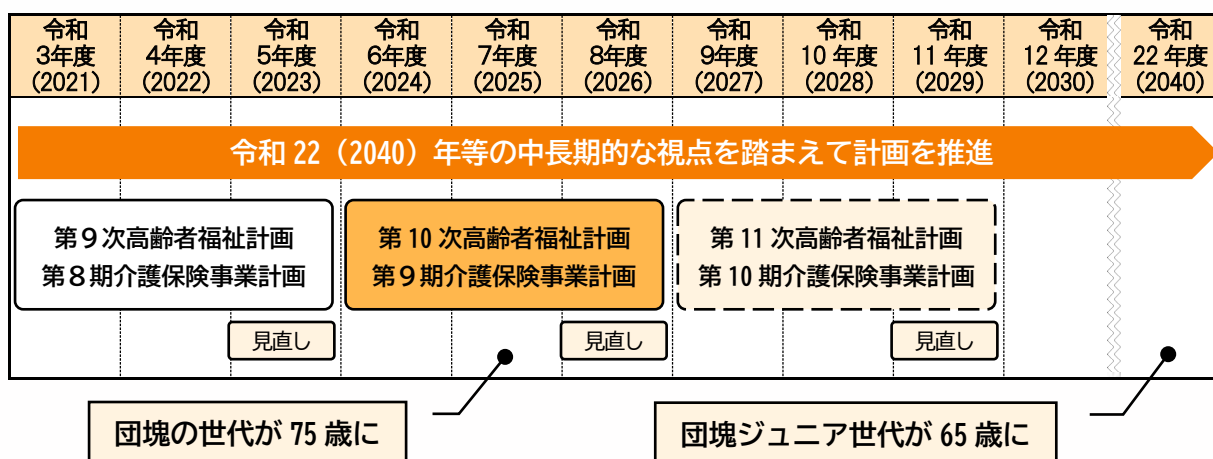 令和
3年度
(2021)
令和
4年度
(2022)
令和
5年度
(2023)
令和
6年度
(2024)
令和
7年度
(2025)
令和
8年度
(2026)
令和
9年度
(2027)
令和
10 年度
(2028)
令和
11 年度
(2029)
令和
12 年度
(2030)
令和
22 年度
(2040)
令和 22（2040）年等の中長期的な視点を踏まえて計画を推進
第９次高齢者福祉計画
第８期介護保険事業計画
第 10 次高齢者福祉計画
第９期介護保険事業計画
第 11 次高齢者福祉計画
第 10 期介護保険事業計画
見直し
見直し
見直し
団塊の世代が 75 歳に
団塊ジュニア世代が 65 歳に